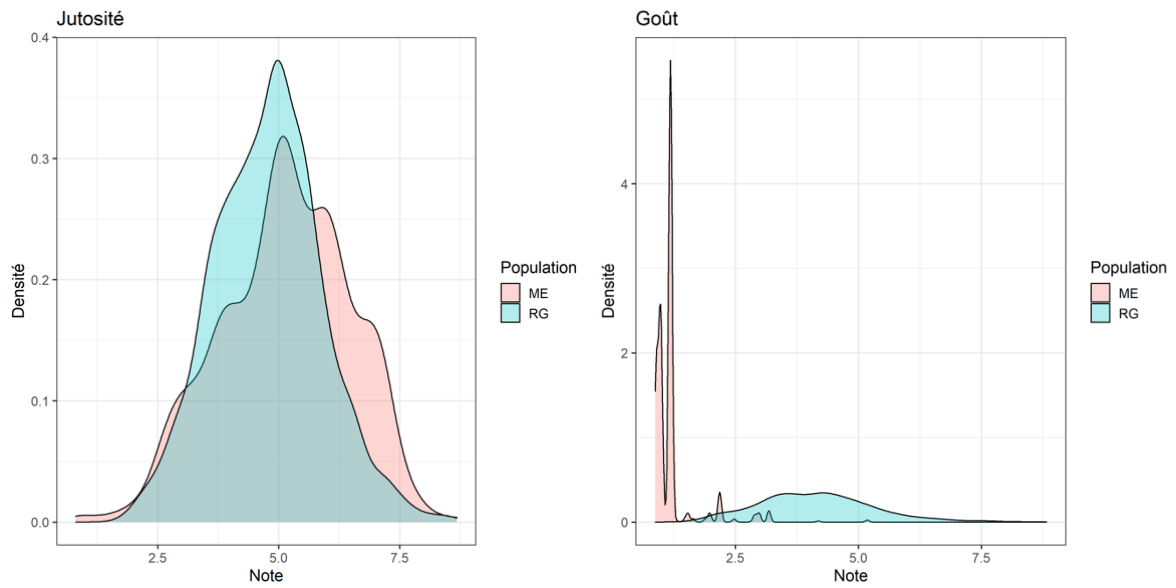 Jutosité
Densité
0.4
0.3
0.2
0.1
0.0
2.5
5.0
7.5
Note
Population
ME
RG
Goût
Densité
4
2
0
2.5
5.0
7.5
Note
Population
ME
RG